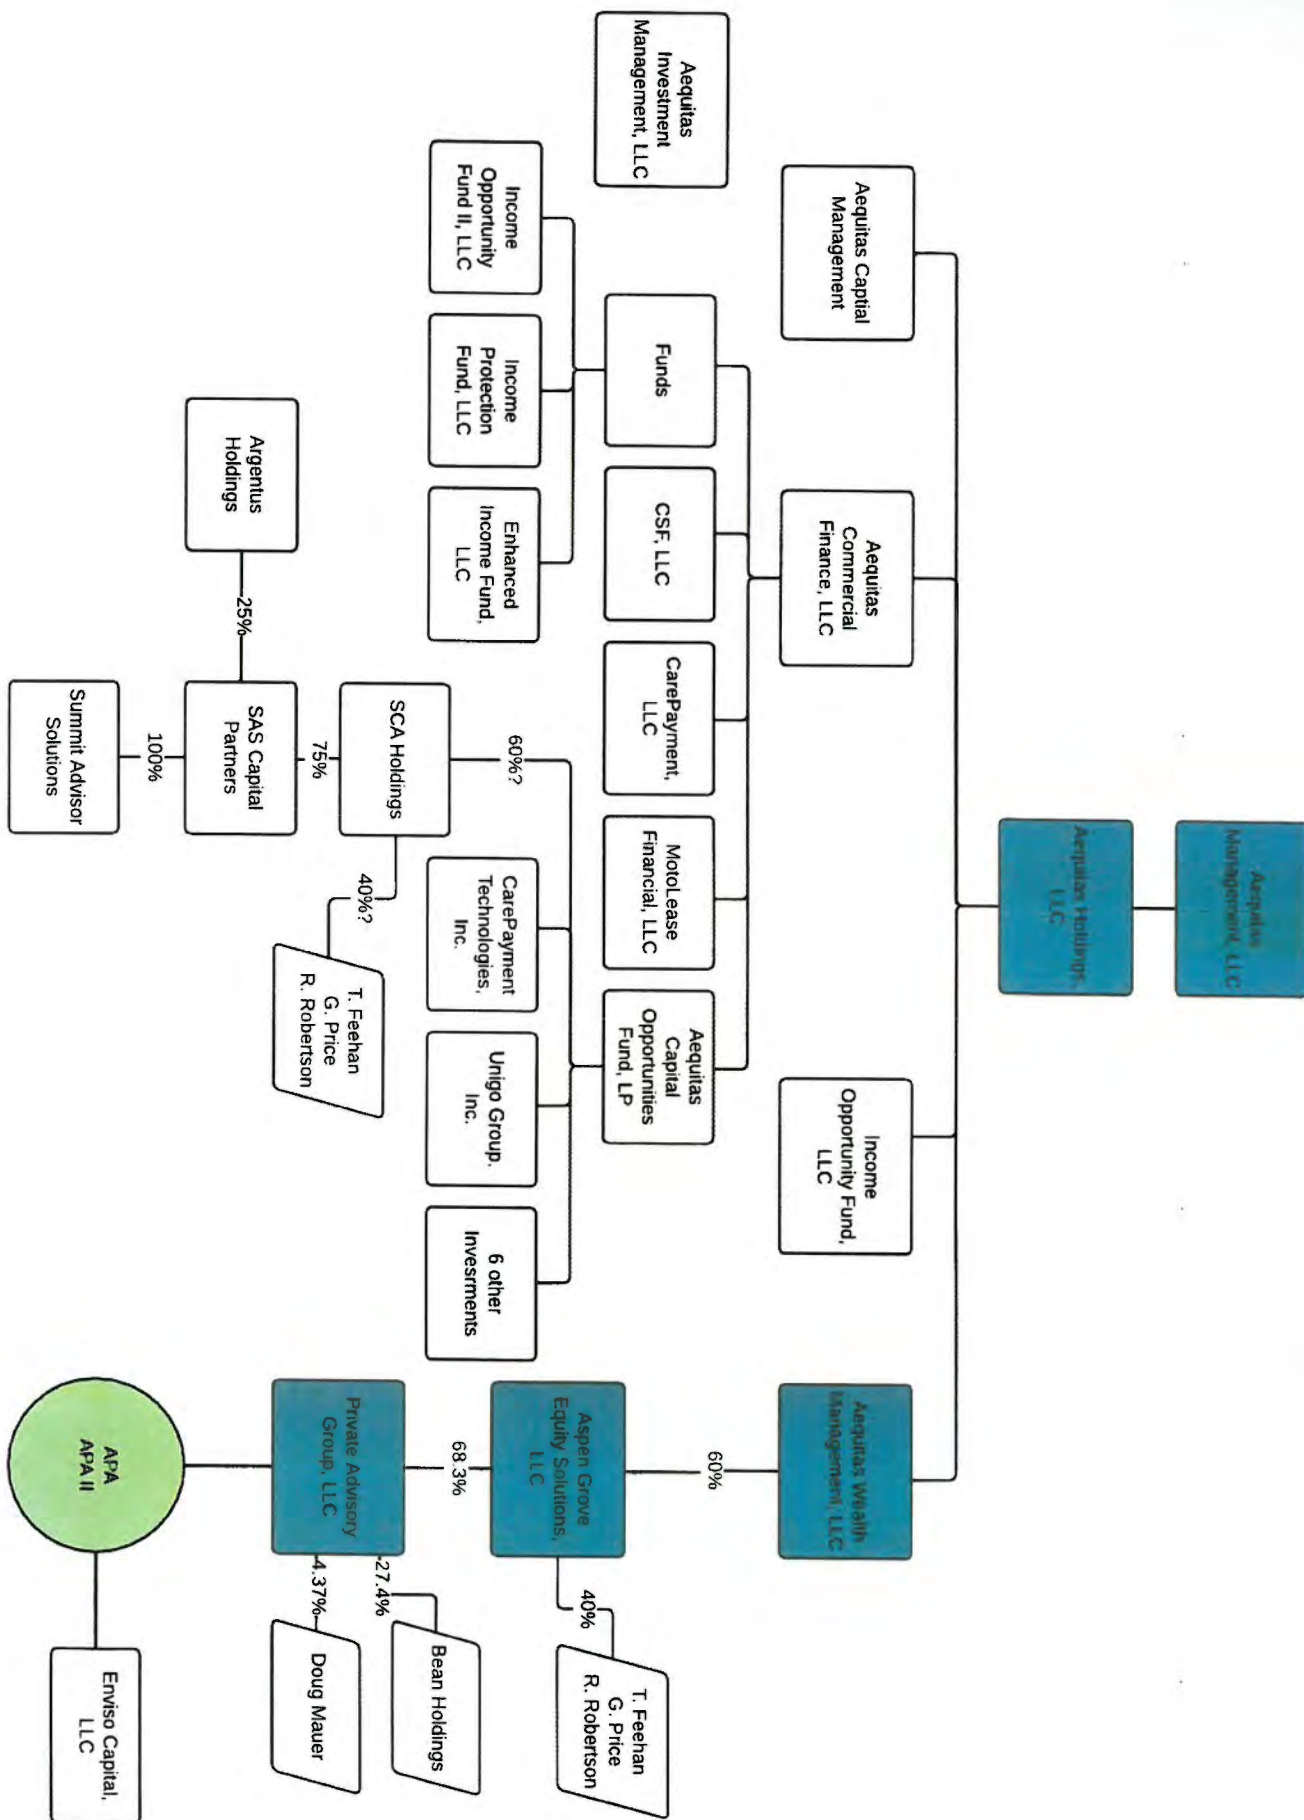 Aequitas
Management, LLC
Aequitas Holdings,
LLC
Aequitas Captial
Management
Aequitas
Commercial
Finance, LLC
Income
Opportunity Fund,
LLC
Aequitas Wealth
Management, LLC
Aequitas
Investment
Management, LLC
Funds
CSF, LLC
CarePayment,
LLC
MotoLease
Financial, LLC
Aequitas
Capital
Opportunities
Fund, LP
60%
Aspen Grove
Equity Solutions,
LLC
40%
T. Feehan
G. Price
R. Robertson
Income
Opportunity
Fund II, LLC
Income
Protection
Fund, LLC
Enhanced
Income Fund,
LLC
60%?
SCA Holdings
CarePayment
Technologies,
Inc.
Unigo Group,
Inc.
6 other
Invesrments
40%?
T. Feehan
G. Price
R. Robertson
68.3%
Private Advisory
Group, LLC
27.4%
Bean Holdings
4.37%
Doug Mauer
75%
Argentus
Holdings
25%
SAS Capital
Partners
100%
Summit Advisor
Solutions
APA
APA II
Enviso Capital,
LLC